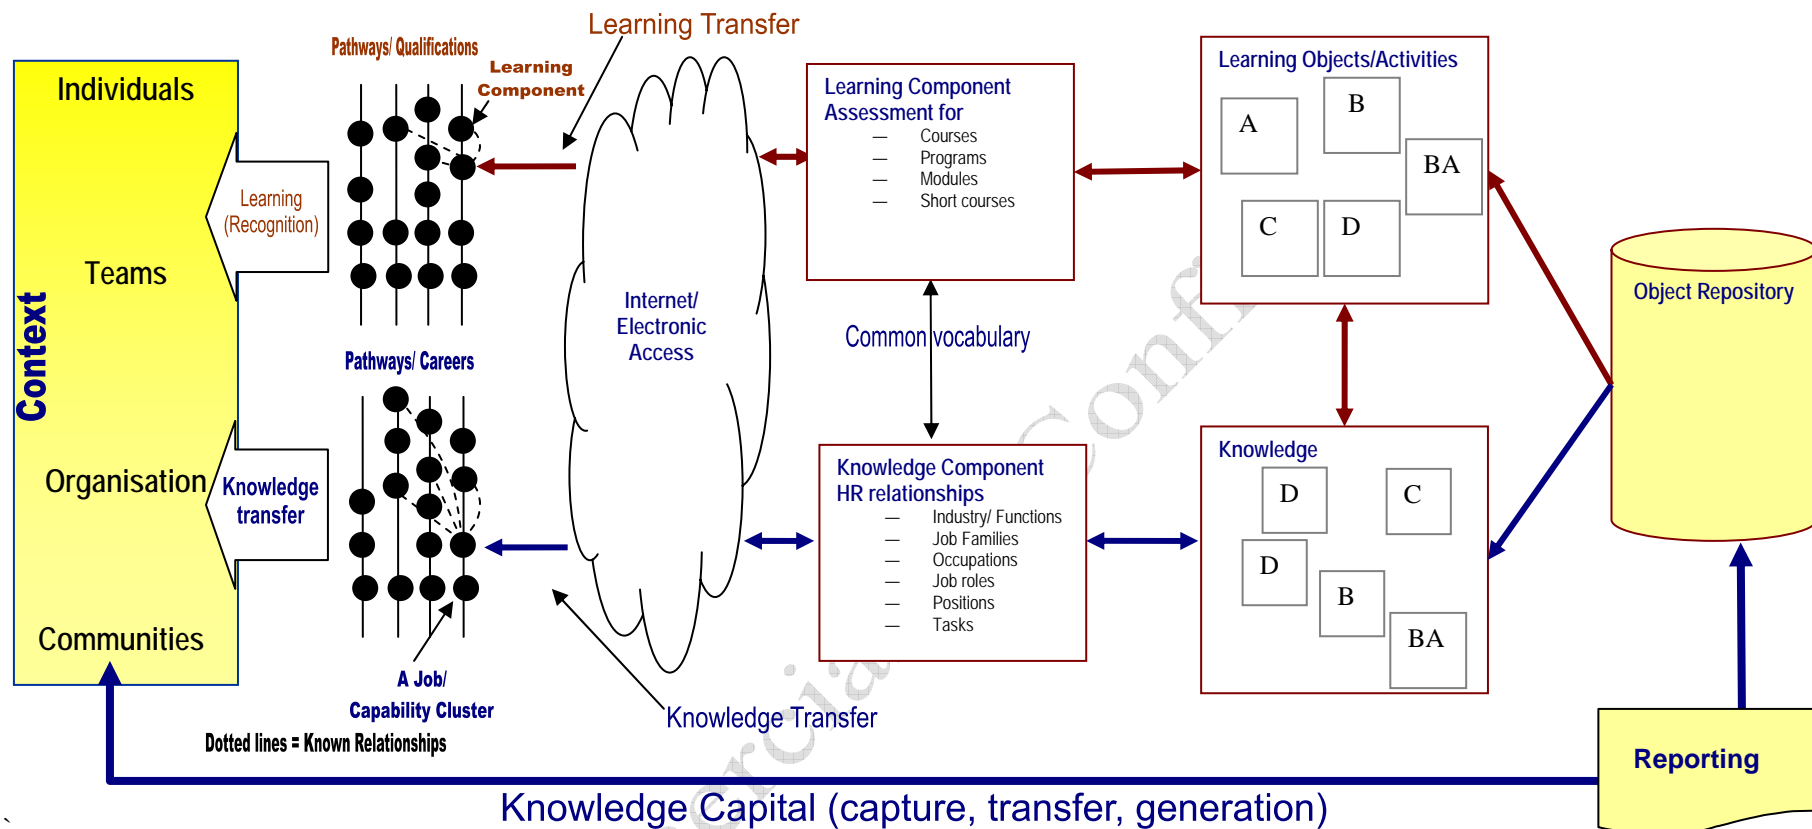 Context
Individuals
Teams
Organisation
Communities
Learning
(Recognition)
Knowledge
transfer
Pathways/ Qualifications
Learning
Component
Learning Transfer
Pathways/ Careers
A Job/
Capability Cluster
Dotted lines = Known Relationships
Internet/
Electronic
Access
Knowledge Transfer
Learning Component
Assessment for
— Courses
— Programs
— Modules
— Short courses
Common vocabulary
Knowledge Component
HR relationships
— Industry/ Functions
— Job Families
— Occupations
— Job roles
— Positions
— Tasks
Learning Objects/Activities
A
B
BA
C
D
Knowledge
D
C
D
B
BA
Object Repository
Reporting
Knowledge Capital (capture, transfer, generation)
`